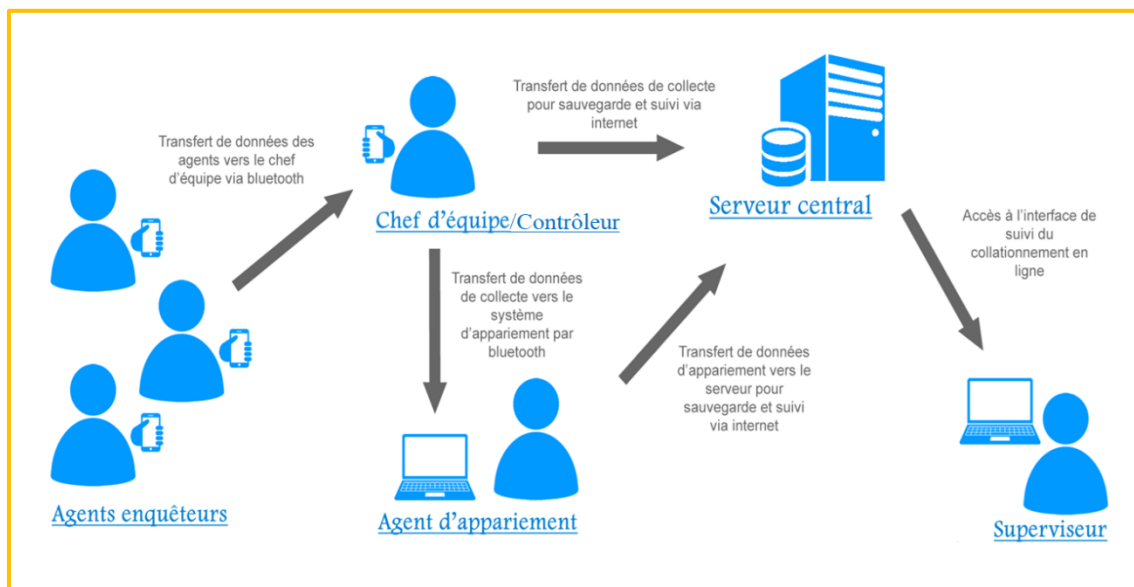 Transfert de données des
agents vers le chef
d'équipe via bluetooth
Transfert de données de collecte
pour sauvegarde et suivi via
internet
Chef d'équipe/Contrôleur
Serveur central
Accès à l'interface de
suivi du
collationnement en
ligne
Transfert de données
de collecte vers le
système
d'appariement par
bluetooth
Transfert de données
d'appariement vers le
serveur pour
sauvegarde et suivi
via internet
Agents enquêteurs
Agent d'appariement
Superviseur